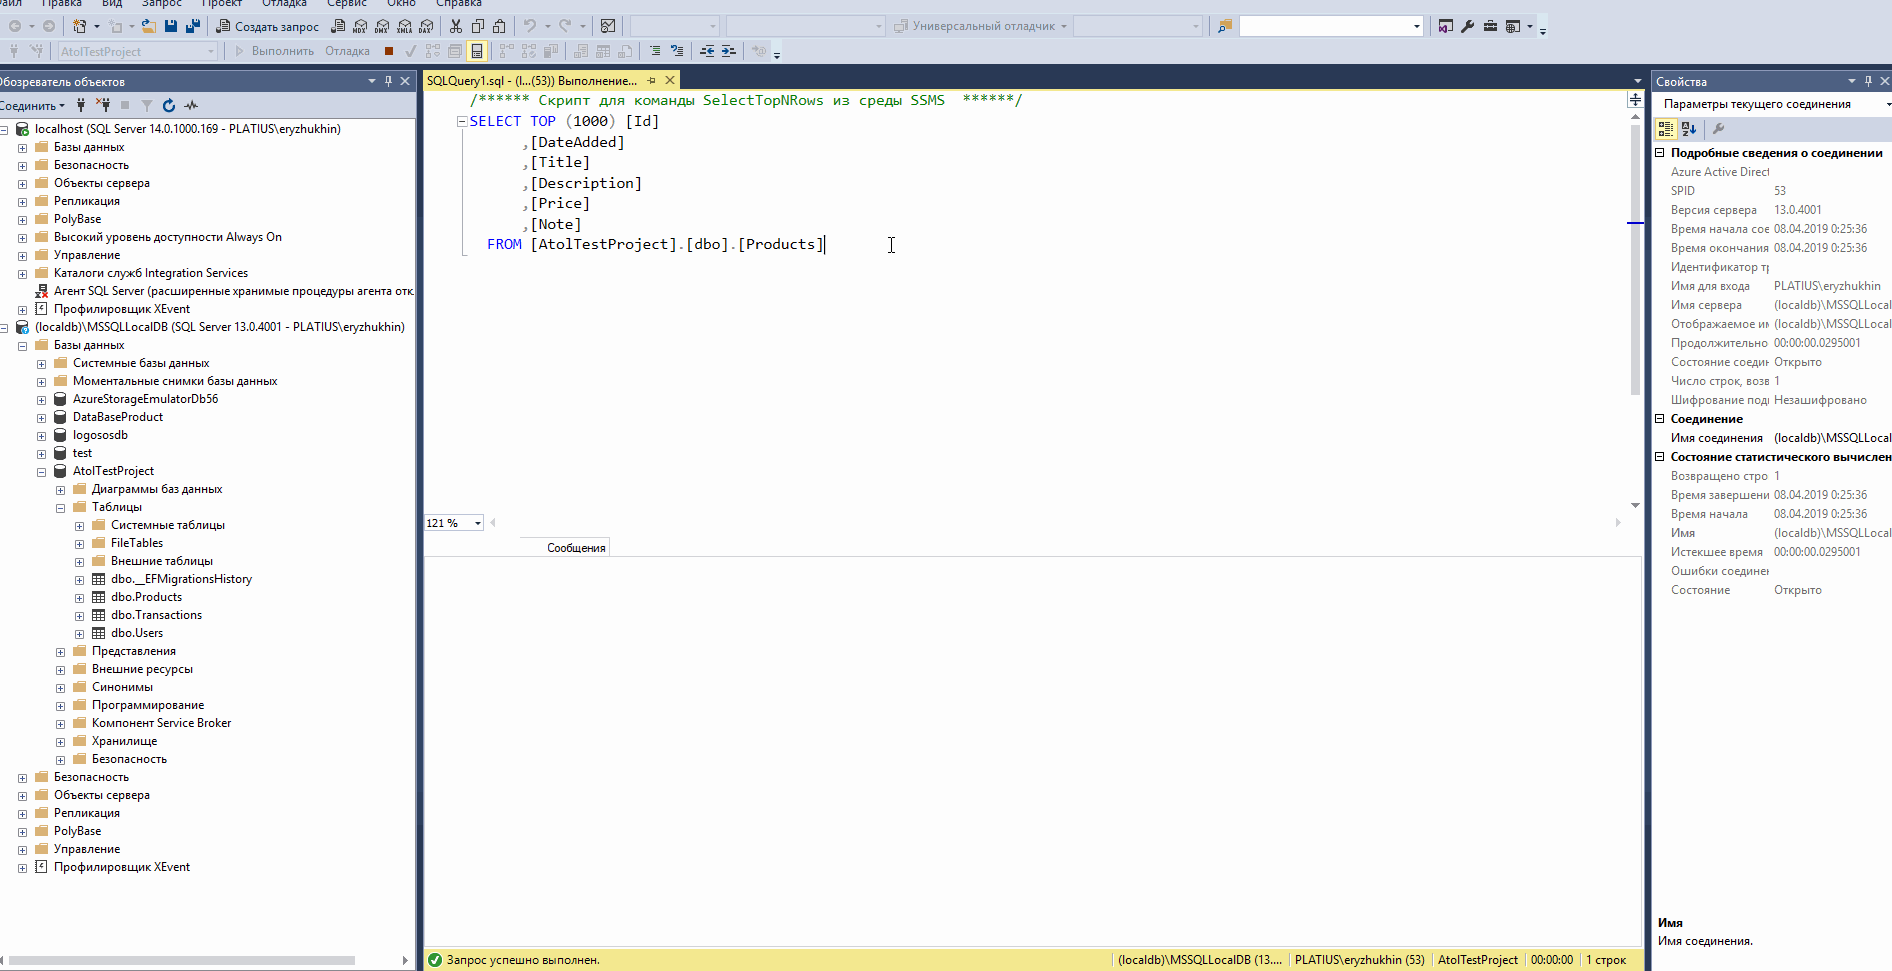 Правка Вид Запрос Проект Отладка Сервис Окно Справка
Создать запрос MDX DMX XMLA DAX Универсальный отладчик
AtolTestProject Выполнить Отладка
SQLQuery1.sql - (l...(53)) Выполнение...
/****** Скрипт для команды SelectTopNRows из среды SSMS ******/
SELECT TOP (1000) [Id]
,[DateAdded]
,[Title]
,[Description]
,[Price]
,[Note]
FROM [AtolTestProject].[dbo].[Products]
121 %
Сообщения
Запрос успешно выполнен.
(localdb)\MSSQLLocalDB (13....
PLATIUS\eryzhukhin (53)
AtolTestProject
00:00:00
1 строк
Обозреватель объектов
Соединить
localhost (SQL Server 14.0.1000.169 - PLATIUS\eryzhukhin)
Базы данных
Безопасность
Объекты сервера
Репликация
PolyBase
Высокий уровень доступности Always On
Управление
Каталоги служб Integration Services
Агент SQL Server (расширенные хранимые процедуры агента отк
Профилировщик XEvent
(localdb)\MSSQLLocalDB (SQL Server 13.0.4001 - PLATIUS\eryzhukhin)
Базы данных
Системные базы данных
Моментальные снимки базы данных
AzureStorageEmulatorDb56
DataBaseProduct
logososdb
test
AtolTestProject
Диаграммы баз данных
Таблицы
Системные таблицы
FileTables
Внешние таблицы
dbo.__EFMigrationsHistory
dbo.Products
dbo.Transactions
dbo.Users
Представления
Внешние ресурсы
Синонимы
Программирование
Компонент Service Broker
Хранилище
Безопасность
Безопасность
Объекты сервера
Репликация
PolyBase
Управление
Профилировщик XEvent
Свойства
Параметры текущего соединения
Подробные сведения о соединении
Azure Active Direct
SPID 53
Версия сервера 13.0.4001
Время начала сое 08.04.2019 0:25:36
Время окончания 08.04.2019 0:25:36
Идентификатор т
Имя для входа PLATIUS\eryzhukhin
Имя сервера (localdb)\MSSQLLocal
Отображаемое и (localdb)\MSSQLLocal
Продолжительно 00:00:00.0295001
Состояние соеди Открыто
Число строк, возв 1
Шифрование под Незашифровано
Соединение
Имя соединения (localdb)\MSSQLLocal
Состояние статистического вычислен
Возвращено стро 1
Время завершени 08.04.2019 0:25:36
Время начала 08.04.2019 0:25:36
Имя (localdb)\MSSQLLocal
Истекшее время 00:00:00.0295001
Ошибки соедине
Состояние Открыто
Имя
Имя соединения.